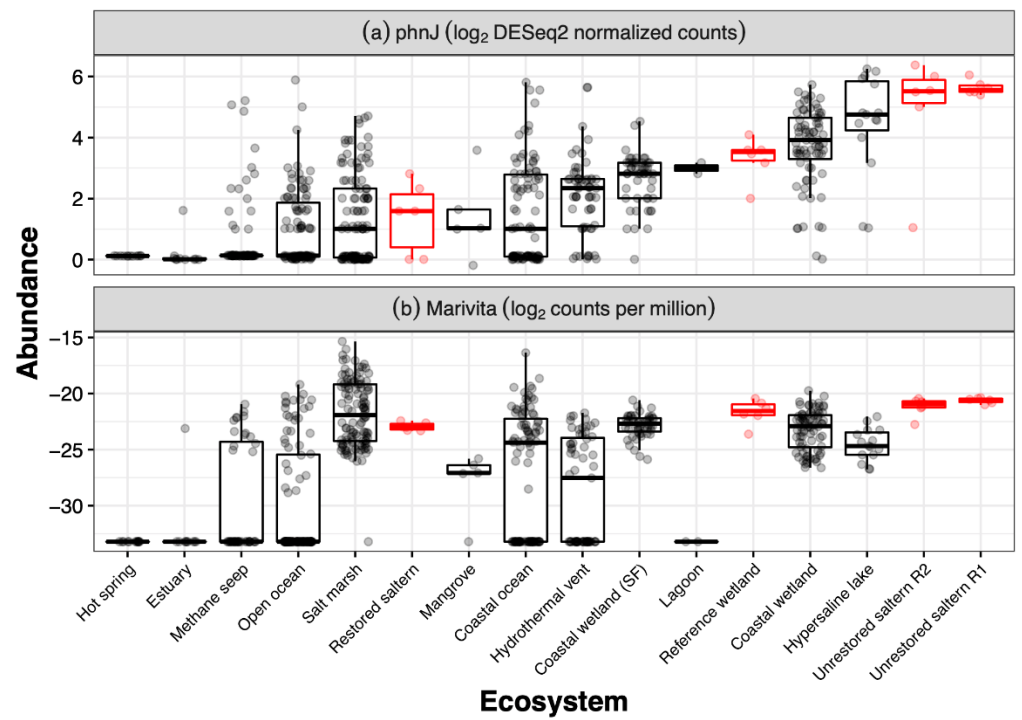 (a) phnJ (log₂ DESeq2 normalized counts)
6
4
2
0
(b) Marivita (log₂ counts per million)
−15
−20
−25
−30
Abundance
Hot spring
Estuary
Methane seep
Open ocean
Salt marsh
Restored saltern
Mangrove
Coastal ocean
Hydrothermal vent
Coastal wetland (SF)
Lagoon
Reference wetland
Coastal wetland
Hypersaline lake
Unrestored saltern R2
Unrestored saltern R1
Ecosystem